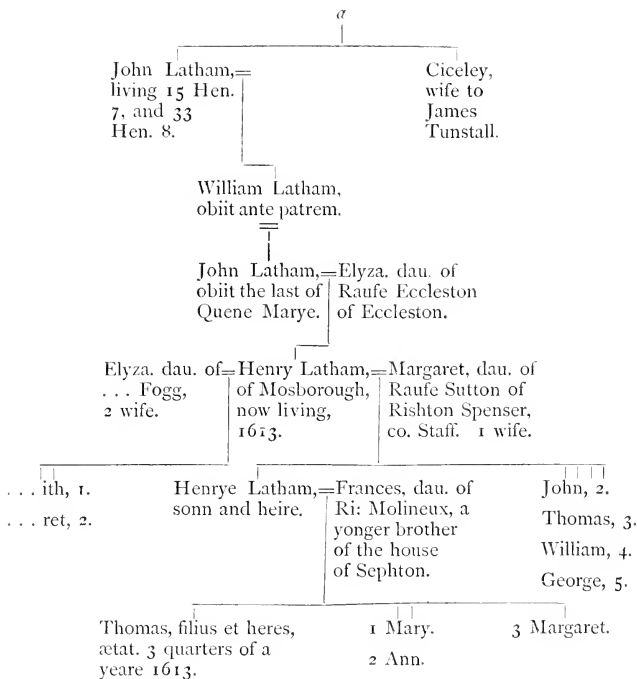 a
John Latham,=
living 15 Hen.
7, and 33
Hen. 8.
Ciceley,
wife to
James
Tunstall.
William Latham,
obiit ante patrem.
John Latham,=Elyza. dau. of
obiit the last of Raufe Eccleston
Quene Marye. of Eccleston.
Elyza. dau. of=Henry Latham,=Margaret, dau. of
... Fogg, of Mosborough, Raufe Sutton of
2 wife. now living, Rishton Spenser,
1613. co. Staff. 1 wife.
... ith, 1.
... ret, 2.
Henrye Latham,=Frances, dau. of
sonn and heire. Ri: Molineux, a
yonger brother
of the house
of Sephton.
John, 2.
Thomas, 3.
William, 4.
George, 5.
Thomas, filius et heres,
ætat. 3 quarters of a
yeare 1613.
1 Mary.
2 Ann.
3 Margaret.